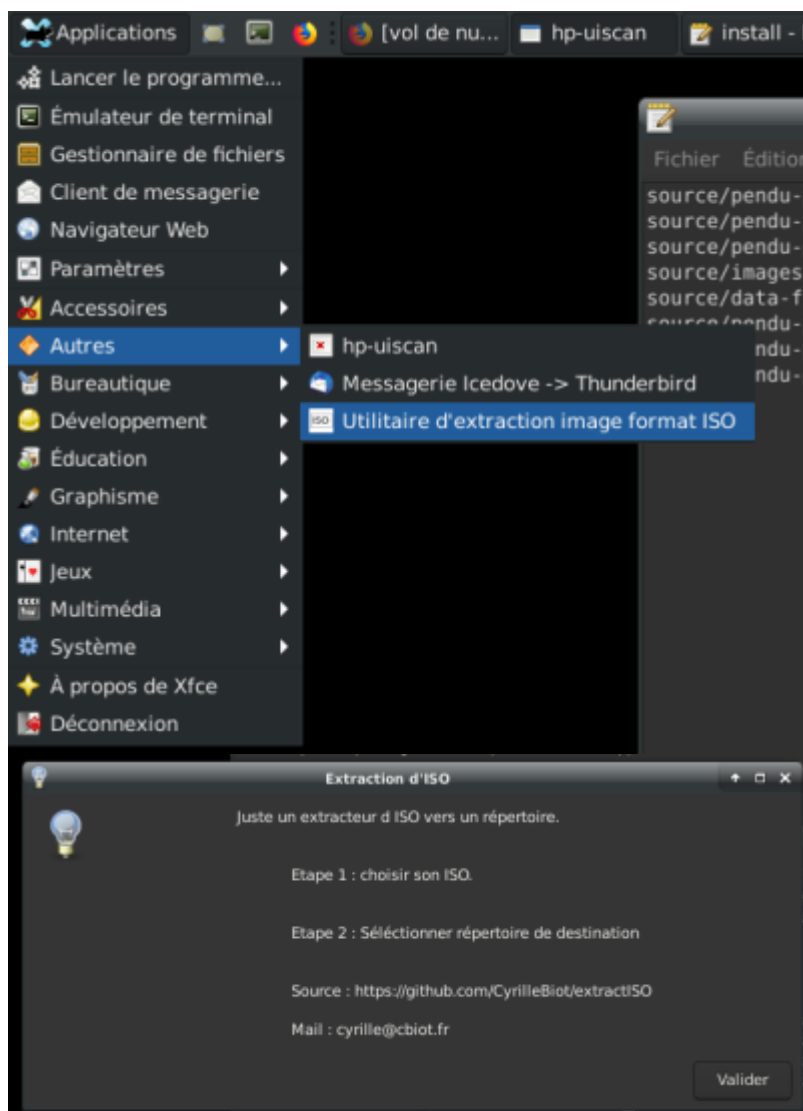 Applications
[vol de nu...
hp-uiscan
install -
Lancer le programme...
Émulateur de terminal
Gestionnaire de fichiers
Client de messagerie
Navigateur Web
Paramètres
Accessoires
Autres
Bureautique
Développement
Éducation
Graphisme
Internet
Jeux
Multimédia
Système
À propos de Xfce
Déconnexion
hp-uiscan
Messagerie Icedove -> Thunderbird
ISO Utilitaire d'extraction image format ISO
Fichier Édition
source/pendu-
source/pendu-
source/pendu-
source/images
source/data-f
source/pendu-
ndu-
ndu-
Extraction d'ISO
Juste un extracteur d ISO vers un répertoire.
Etape 1 : choisir son ISO.
Etape 2 : Séléctionner répertoire de destination
Source : https://github.com/CyrilleBiot/extractISO
Mail : cyrille@cbiot.fr
Valider